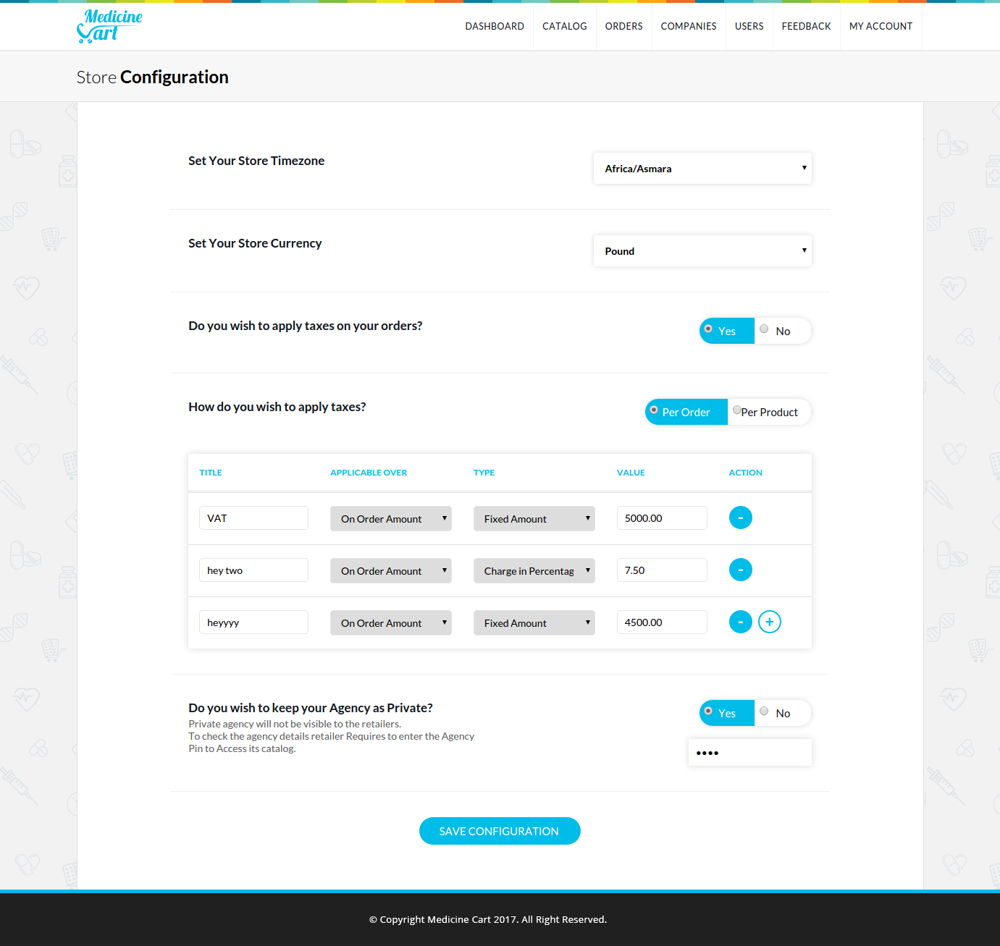 Medicine
Cart
DASHBOARD CATALOG ORDERS COMPANIES USERS FEEDBACK MY ACCOUNT
Store Configuration
Set Your Store Timezone
Africa/Asmara
Set Your Store Currency
Pound
Do you wish to apply taxes on your orders?
Yes No
How do you wish to apply taxes?
Per Order Per Product
TITLE APPLICABLE OVER TYPE VALUE ACTION
VAT On Order Amount Fixed Amount 5000.00 -
hey two On Order Amount Charge in Percentag 7.50 -
heyyyy On Order Amount Fixed Amount 4500.00 - +
Do you wish to keep your Agency as Private?
Yes No
Private agency will not be visible to the retailers.
To check the agency details retailer Requires to enter the Agency
Pin to Access its catalog.
••••
SAVE CONFIGURATION
© Copyright Medicine Cart 2017. All Right Reserved.